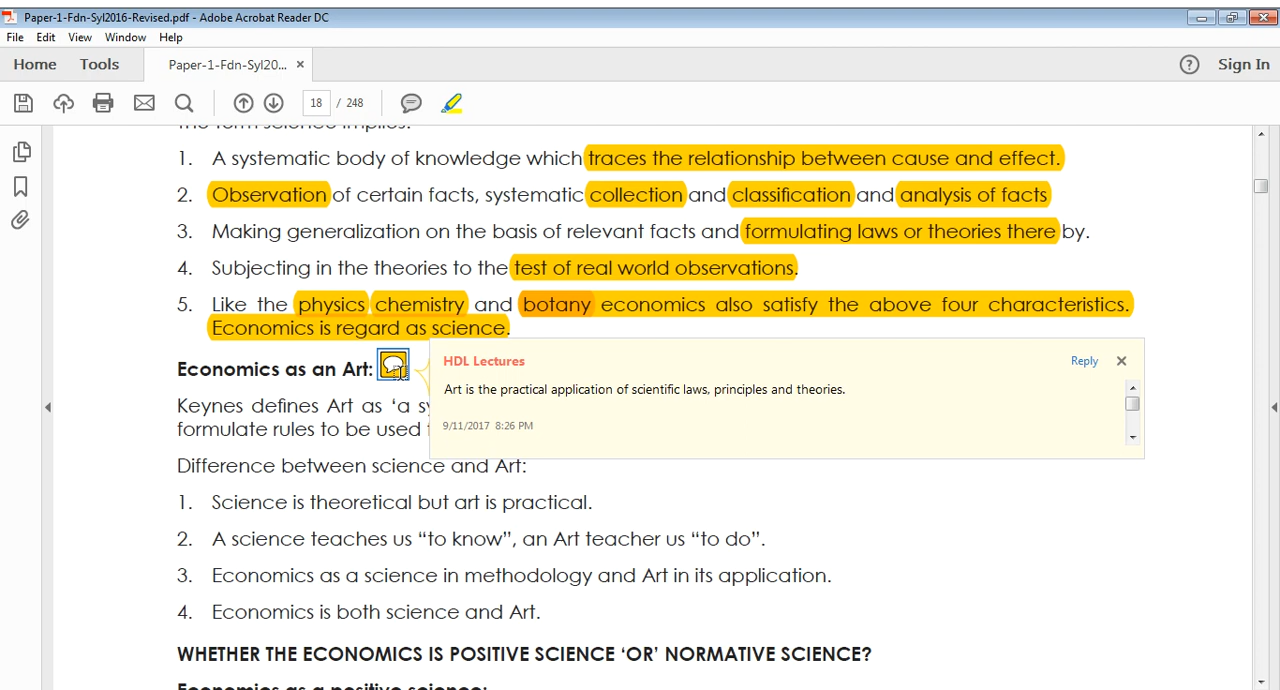 Paper-1-Fdn-Syl2016-Revised.pdf - Adobe Acrobat Reader DC
File Edit View Window Help
Home Tools Paper-1-Fdn-Syl20... × ? Sign In
18 / 248
The form science implies:
1. A systematic body of knowledge which traces the relationship between cause and effect.
2. Observation of certain facts, systematic collection and classification and analysis of facts
3. Making generalization on the basis of relevant facts and formulating laws or theories there by.
4. Subjecting in the theories to the test of real world observations.
5. Like the physics chemistry and botany economics also satisfy the above four characteristics.
Economics is regard as science.
Economics as an Art:
HDL Lectures Reply
Art is the practical application of scientific laws, principles and theories.
9/11/2017 8:26 PM
Keynes defines Art as ‘a sy
formulate rules to be used
Difference between science and Art:
1. Science is theoretical but art is practical.
2. A science teaches us “to know”, an Art teacher us “to do”.
3. Economics as a science in methodology and Art in its application.
4. Economics is both science and Art.
WHETHER THE ECONOMICS IS POSITIVE SCIENCE ‘OR’ NORMATIVE SCIENCE?
Economics as a positive science: